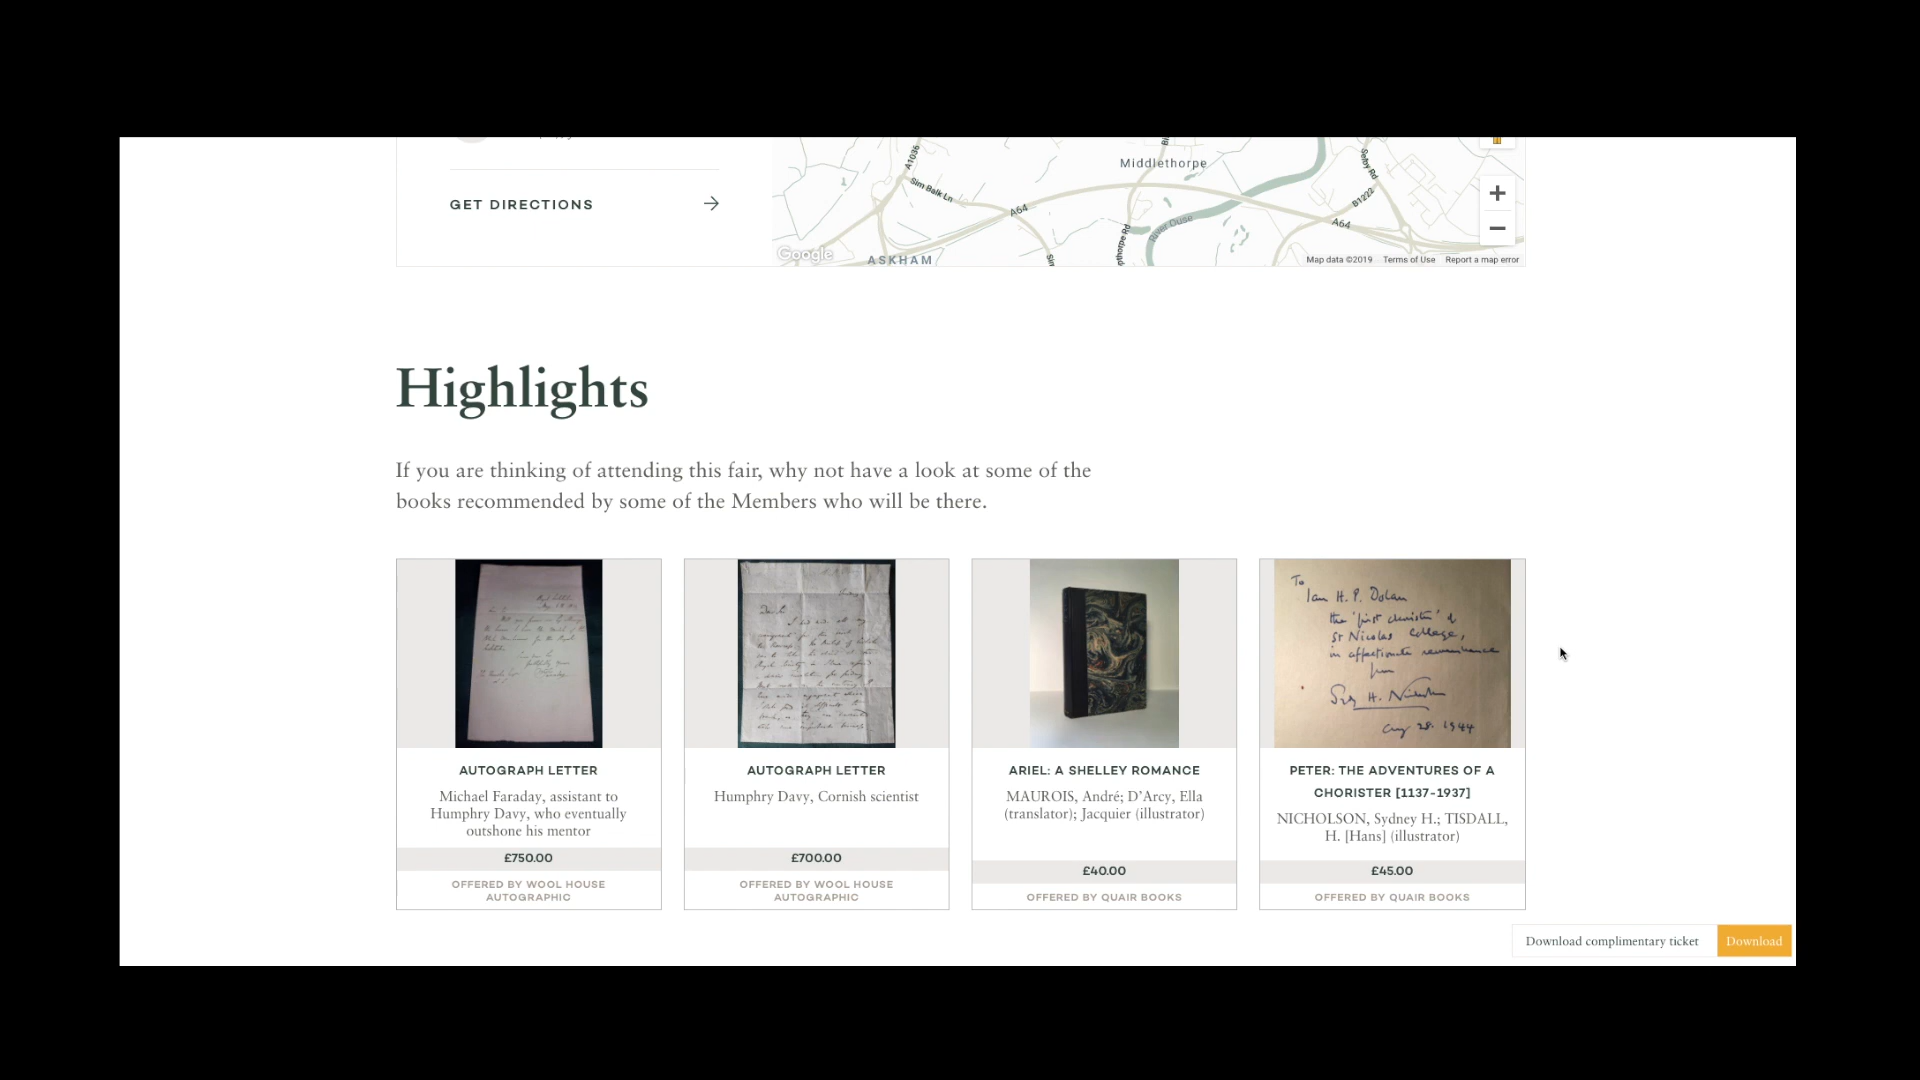 A1036
Sim Balk Ln
A64
Middlethorpe
River Ouse
Selby Rd
B1222
A64
ASKHAM
Google
Map data ©2019 Terms of Use Report a map error
GET DIRECTIONS
Highlights
If you are thinking of attending this fair, why not have a look at some of the
books recommended by some of the Members who will be there.
AUTOGRAPH LETTER
Michael Faraday, assistant to
Humphry Davy, who eventually
outshone his mentor
£750.00
OFFERED BY WOOL HOUSE
AUTOGRAPHIC
AUTOGRAPH LETTER
Humphry Davy, Cornish scientist
£700.00
OFFERED BY WOOL HOUSE
AUTOGRAPHIC
ARIEL: A SHELLEY ROMANCE
MAUROIS, André; D'Arcy, Ella
(translator); Jacquier (illustrator)
£40.00
OFFERED BY QUAIR BOOKS
To
Ian H. P. Dolan
the 'first chorister' of
St Nicolas College,
in affectionate remembrance
from
Sydney H. Nicholson
Aug 28. 1944
PETER: THE ADVENTURES OF A
CHORISTER [1137-1937]
NICHOLSON, Sydney H.; TISDALL,
H. [Hans] (illustrator)
£45.00
OFFERED BY QUAIR BOOKS
Download complimentary ticket Download